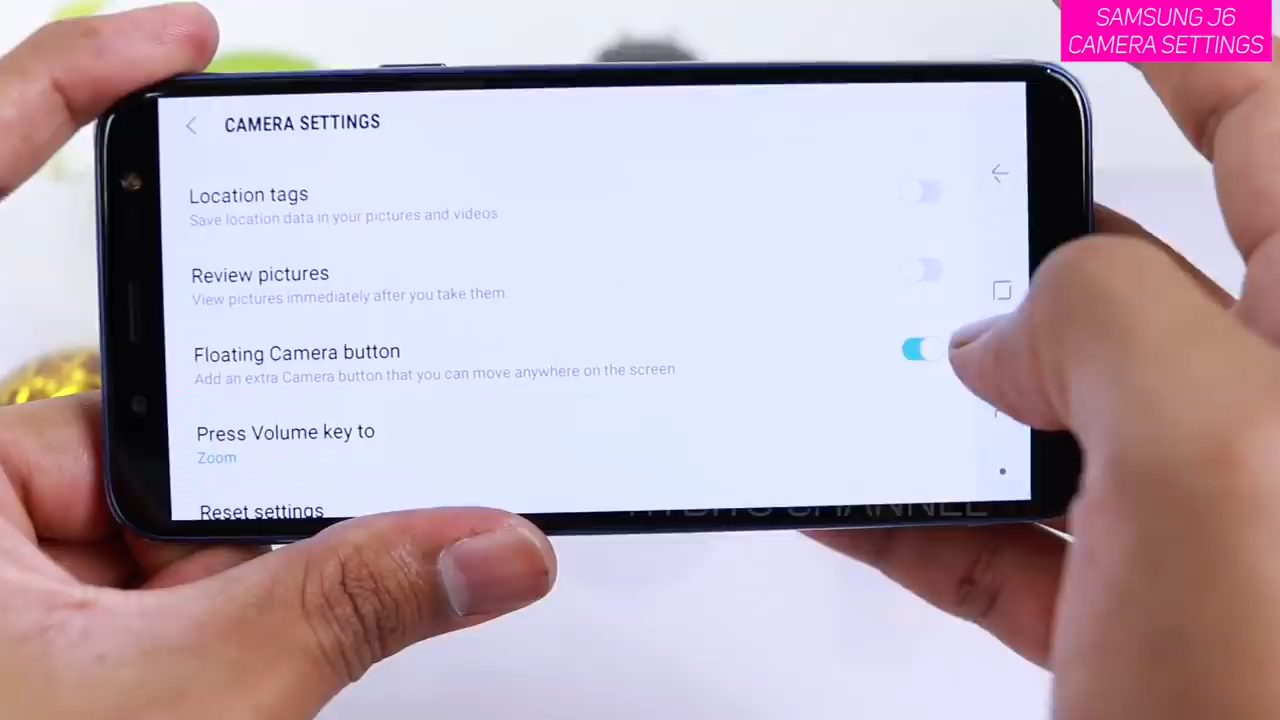 SAMSUNG J6
CAMERA SETTINGS
CAMERA SETTINGS
Location tags
Save location data in your pictures and videos
Review pictures
View pictures immediately after you take them
Floating Camera button
Add an extra Camera button that you can move anywhere on the screen
Press Volume key to
Zoom
Reset settings
CHANNEL